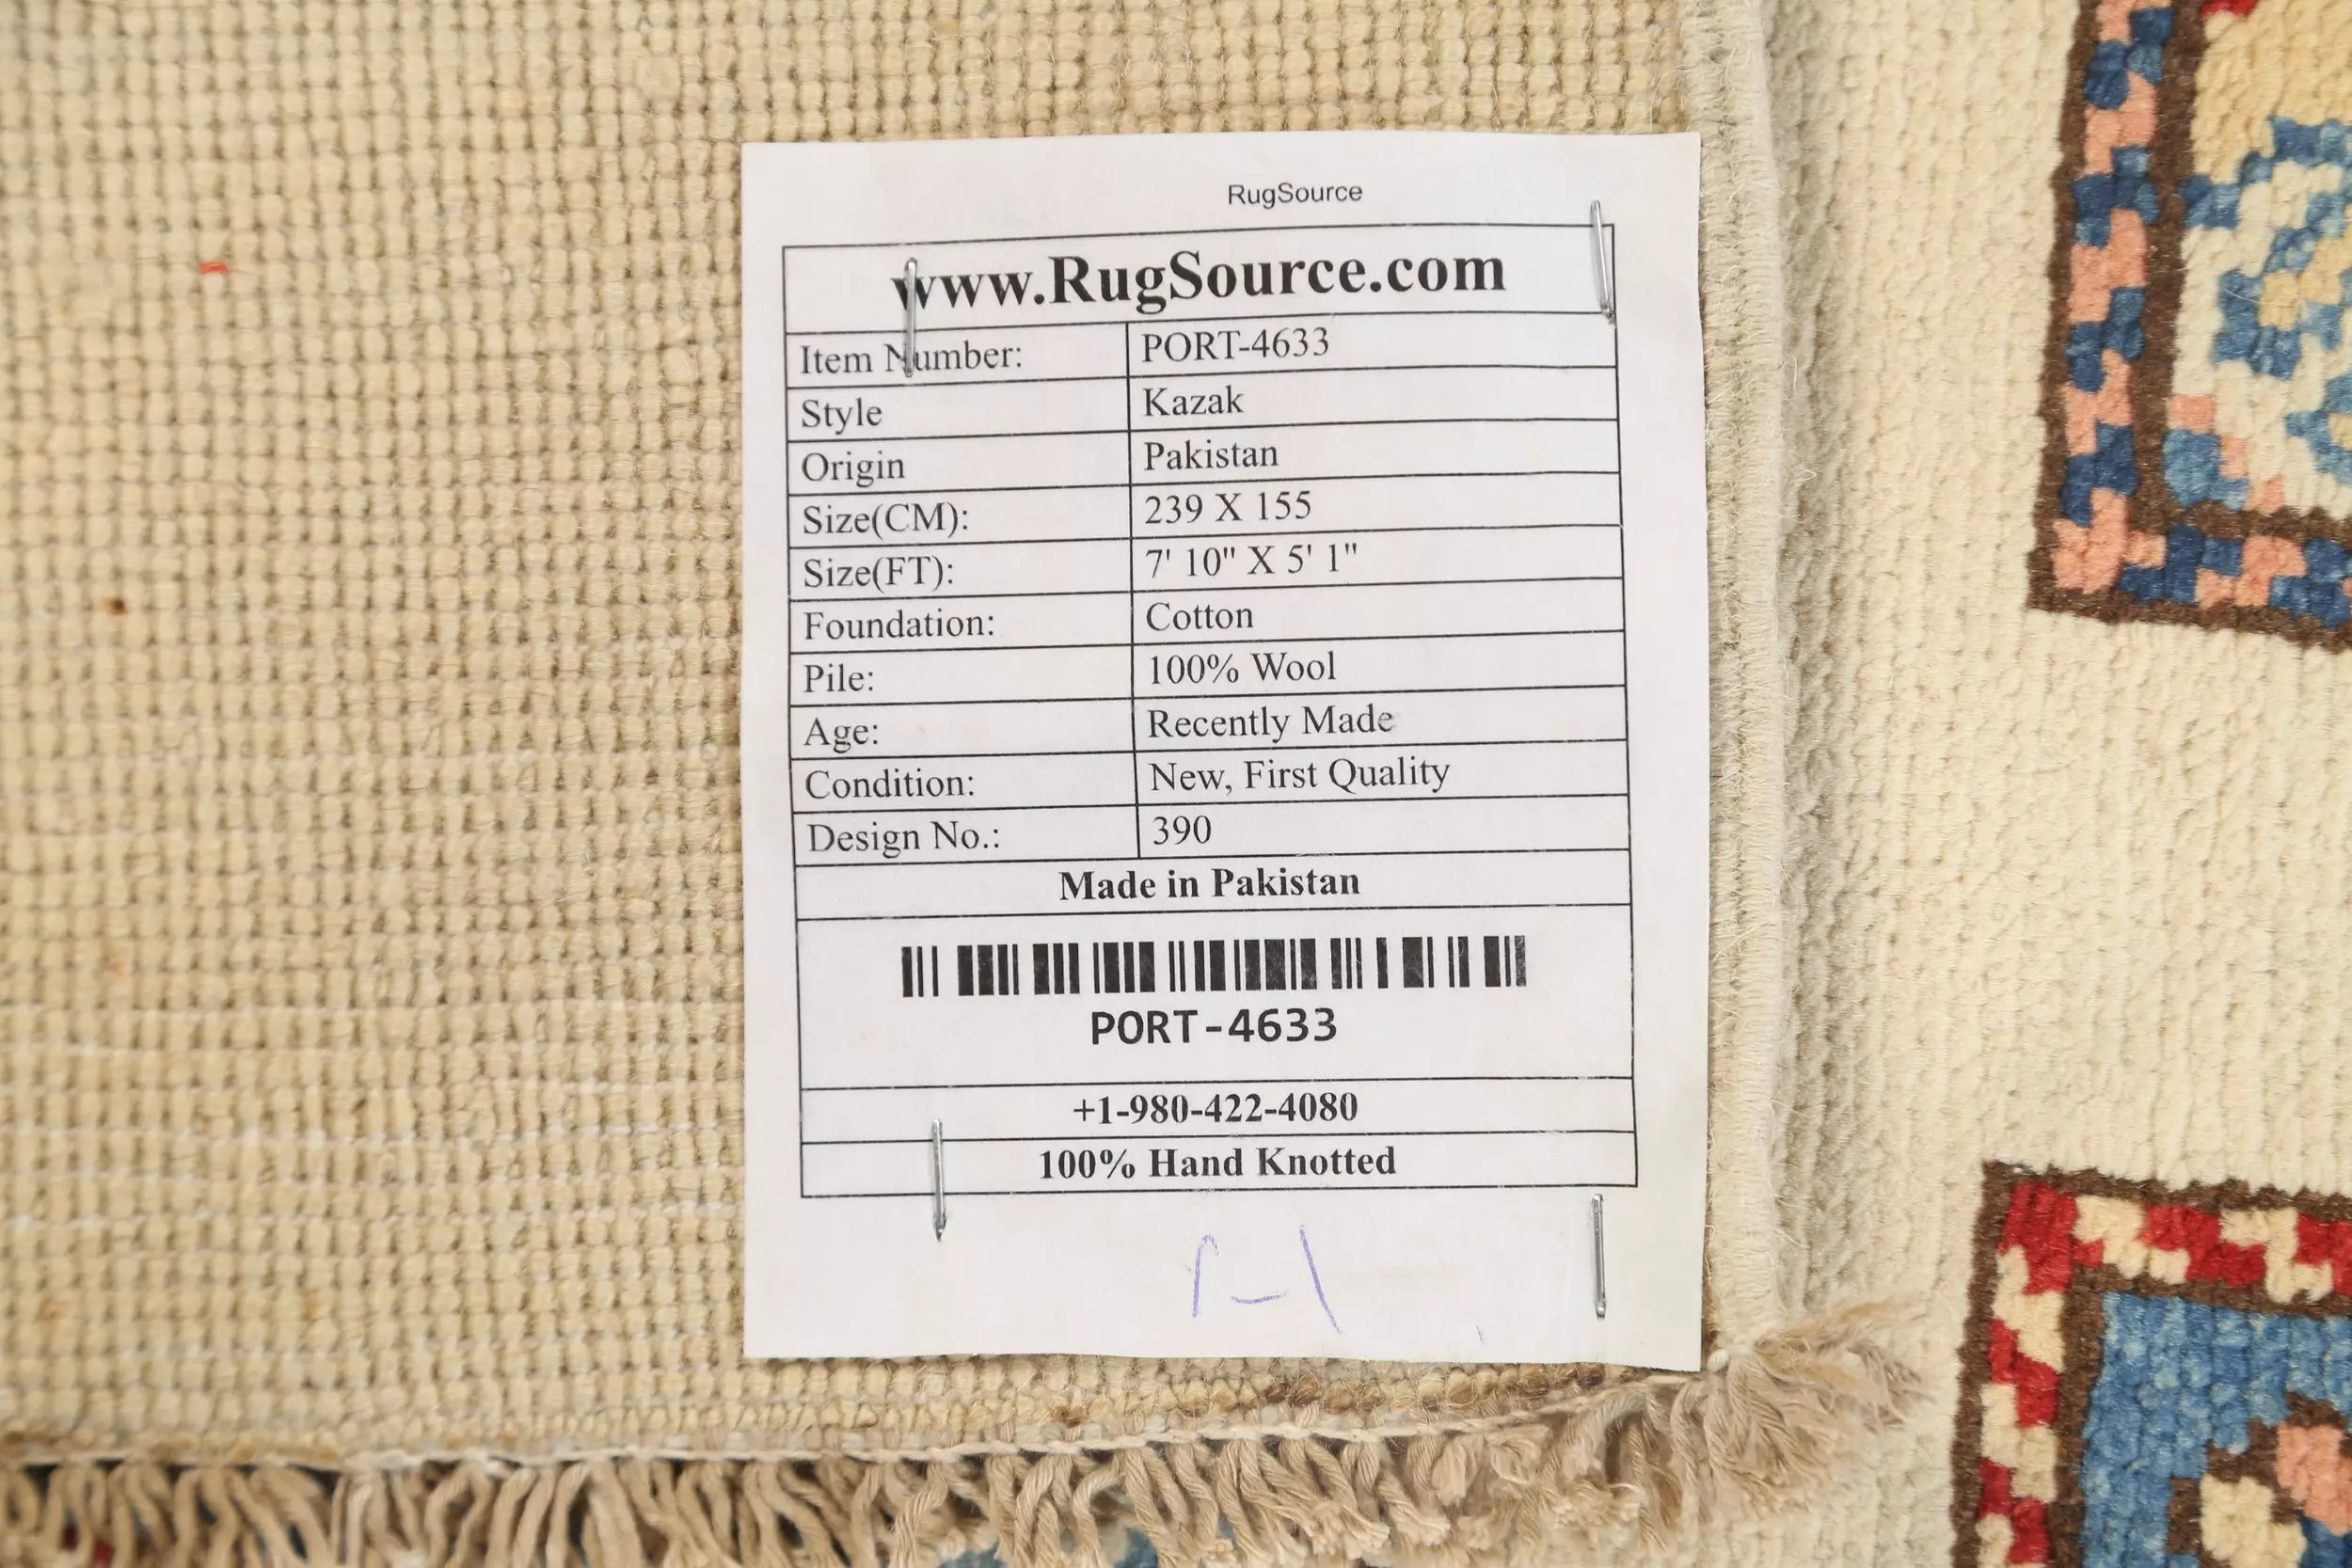 RugSource
www.RugSource.com
Item Number: PORT-4633
Style Kazak
Origin Pakistan
Size(CM): 239 X 155
Size(FT): 7' 10" X 5' 1"
Foundation: Cotton
Pile: 100% Wool
Age: Recently Made
Condition: New, First Quality
Design No.: 390
Made in Pakistan
PORT-4633
+1-980-422-4080
100% Hand Knotted